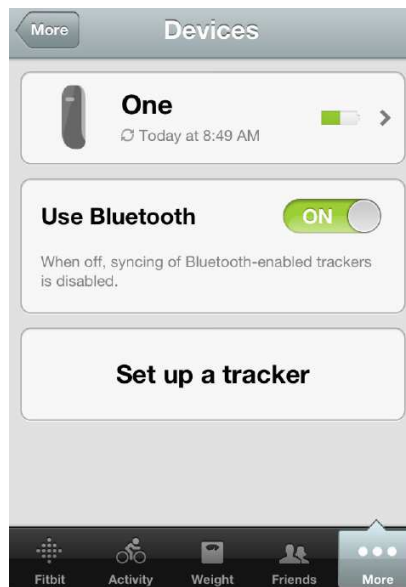 More
Devices
One
Today at 8:49 AM
Use Bluetooth
ON
When off, syncing of Bluetooth-enabled trackers
is disabled.
Set up a tracker
Fitbit
Activity
Weight
Friends
More